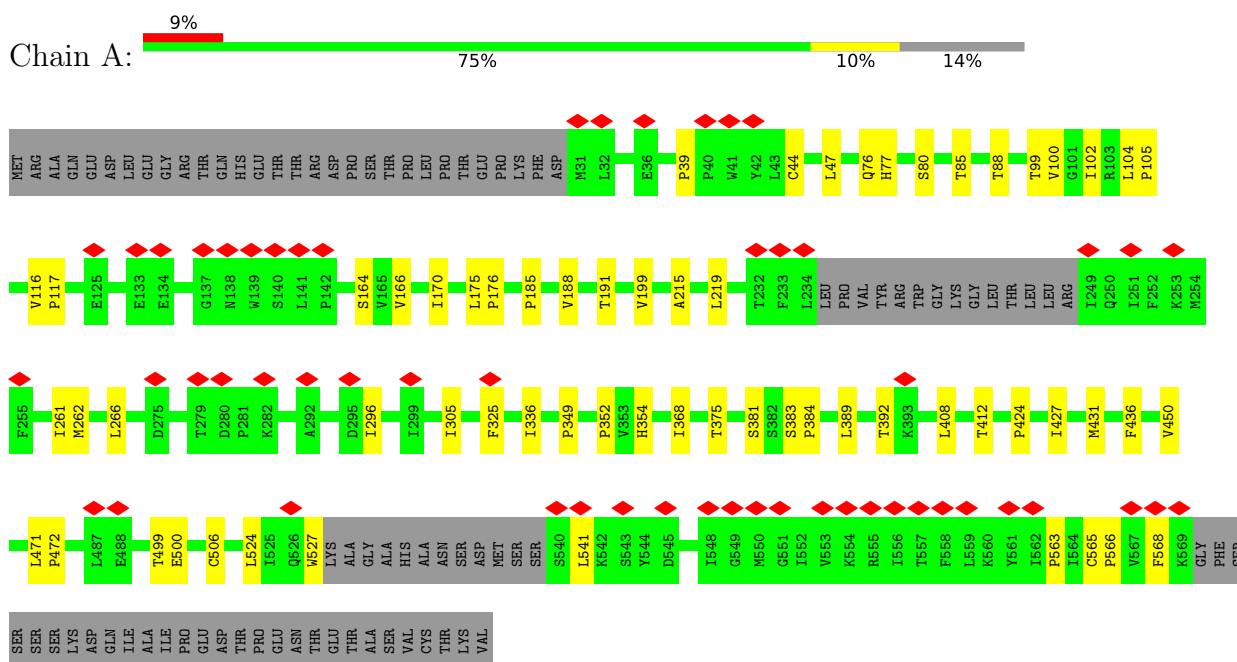 9%
Chain A:
75% 10% 14%
MET ARG ALA GLN GLU ASP LEU GLU GLY ARG THR GLN HIS GLU THR THR ARG ASP PRO SER THR PRO LEU PRO THR GLU PRO LYS PHE ASP M31 L32 E36 P39 P40 W41 Y42 L43 C44 L47 Q76 H77 S80 T85 T88 T99 V100 G101 I102 R103 L104 P105
V116 P117 E125 E133 E134 G137 N138 W139 S140 L141 P142 S164 V165 V166 I170 L175 P176 P185 V188 T191 V199 A215 L219 T232 F233 L234 LEU PRO VAL TYR ARG TRP GLY LYS GLY LEU THR LEU LEU ARG I249 Q250 I251 F252 K253 M254
F255 I261 M262 L266 D275 T279 D280 P281 K282 A292 D295 I296 I299 I305 F325 I336 P349 P352 V353 H354 I368 T375 S381 S382 S383 P384 L389 T392 K393 L408 T412 P424 I427 M431 F436 V450
L471 P472 L487 E488 T499 E500 C506 L524 I525 Q526 W527 LYS ALA GLY ALA HIS ALA ASN SER ASP MET SER SER S540 L541 K542 S543 Y544 D545 I548 G549 M550 G551 I552 V553 K554 R555 I556 T557 F558 L559 K560 Y561 I562 P563 I564 C565 P566 V567 F568 K569 GLY PHE SER
SER SER SER LYS ASP GLN ILE ALA ILE PRO GLU ASP THR PRO GLU ASN THR GLU THR ALA SER VAL CYS THR LYS VAL